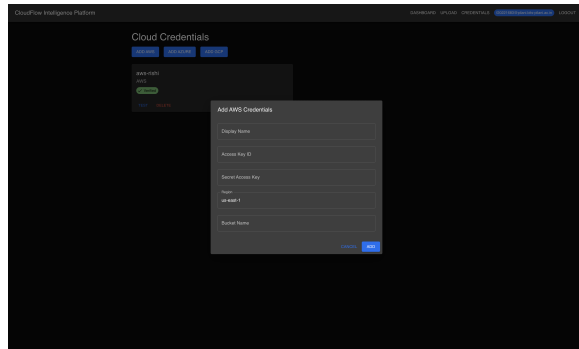 CloudFlow Intelligence Platform
DASHBOARD UPLOAD CREDENTIALS LOGOUT
Cloud Credentials
ADD AWS ADD AZURE ADD GCP
aws-rishi
AWS
EDIT DELETE
Add AWS Credentials
Display Name
Access Key ID
Secret Access Key
Region
us-east-1
Bucket Name
CANCEL ADD